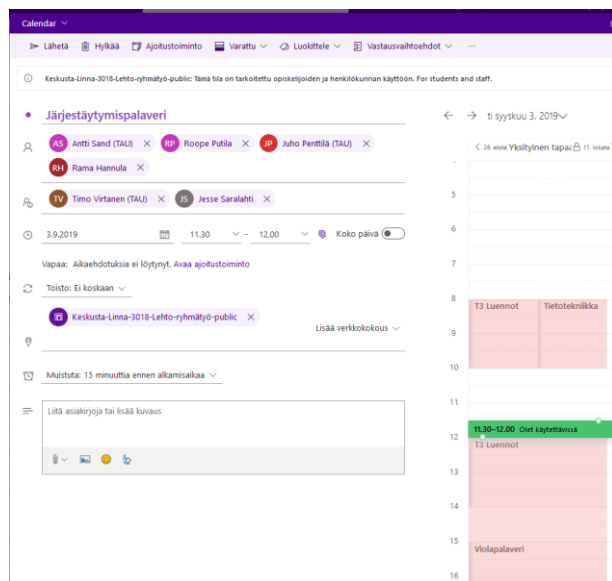 Calendar
Lähetä Hylkää Ajoitustoiminto Varattu Luokittele Vastausvaihtoehdot ...
Keskusta-Linna-3018-Lehto-ryhmätyö-public: Tämä tila on tarkoitettu opiskelijoiden ja henkilökunnan käyttöön. For students and staff.
Järjestäytymispalaveri
AS Antti Sand (TAU) X RP Roope Putila X JP Juho Penttilä (TAU) X
RH Rama Hannula X
TV Timo Virtanen (TAU) X JS Jesse Saralahti X
3.9.2019 11.30 - 12.00 Koko päivä
Vapaa: Aikaehdotuksia ei löytynyt. Avaa ajoitustoiminto
Toisto: Ei koskaan
Keskusta-Linna-3018-Lehto-ryhmätyö-public X
Lisää verkkokokous
Muistuta: 15 minuuttia ennen alkamisaikaa
Liitä asiakirjoja tai lisää kuvaus
ti syyskuu 3, 2019
Yksityinen tapa
5
6
7
8
T3 Luennot Tietotekniikka
9
10
11
11.30–12.00 Olet käytettävissä
12
T3 Luennot
13
14
15
Violapalaveri
16